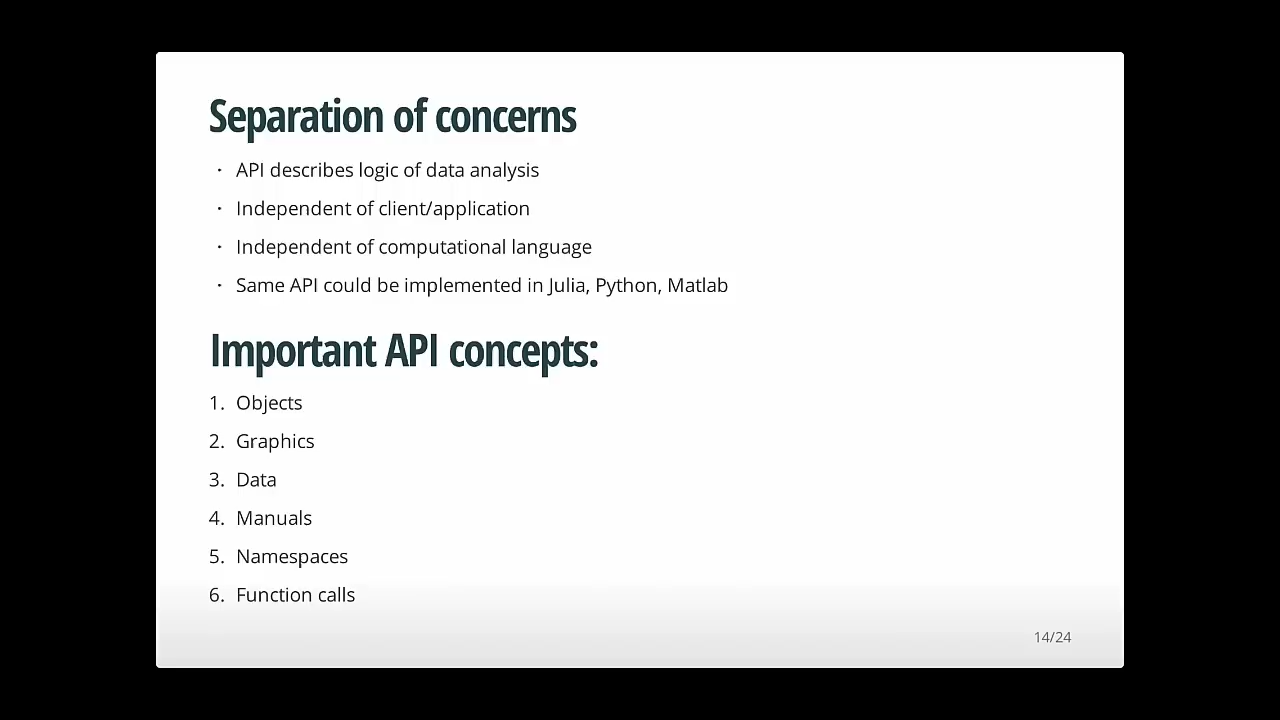 Separation of concerns
· API describes logic of data analysis
· Independent of client/application
· Independent of computational language
· Same API could be implemented in Julia, Python, Matlab
Important API concepts:
1. Objects
2. Graphics
3. Data
4. Manuals
5. Namespaces
6. Function calls
14/24